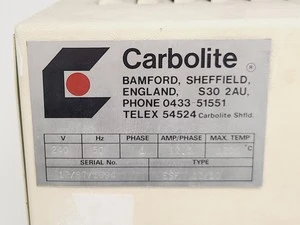 Carbolite ®
BAMFORD, SHEFFIELD,
ENGLAND, S30 2AU,
PHONE 0433-51551
TELEX 54524 Carbolite Shfld.
V Hz PHASE AMP/PHASE MAX. TEMP
°C
SERIAL No. TYPE